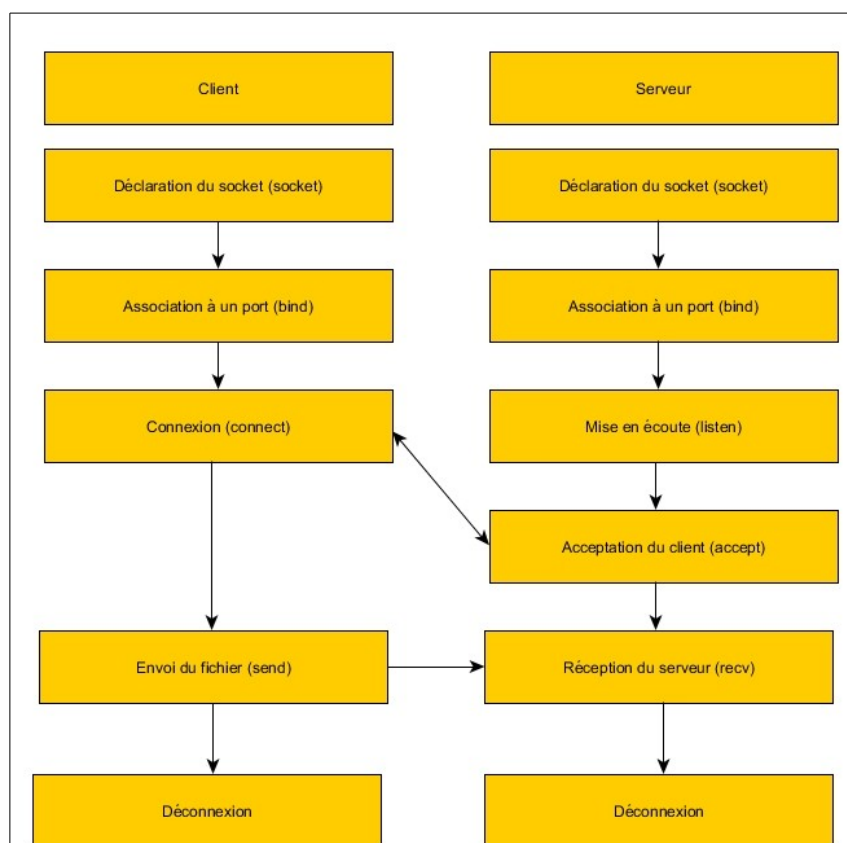 Client
Serveur
Déclaration du socket (socket)
Déclaration du socket (socket)
Association à un port (bind)
Association à un port (bind)
Connexion (connect)
Mise en écoute (listen)
Acceptation du client (accept)
Envoi du fichier (send)
Réception du serveur (recv)
Déconnexion
Déconnexion